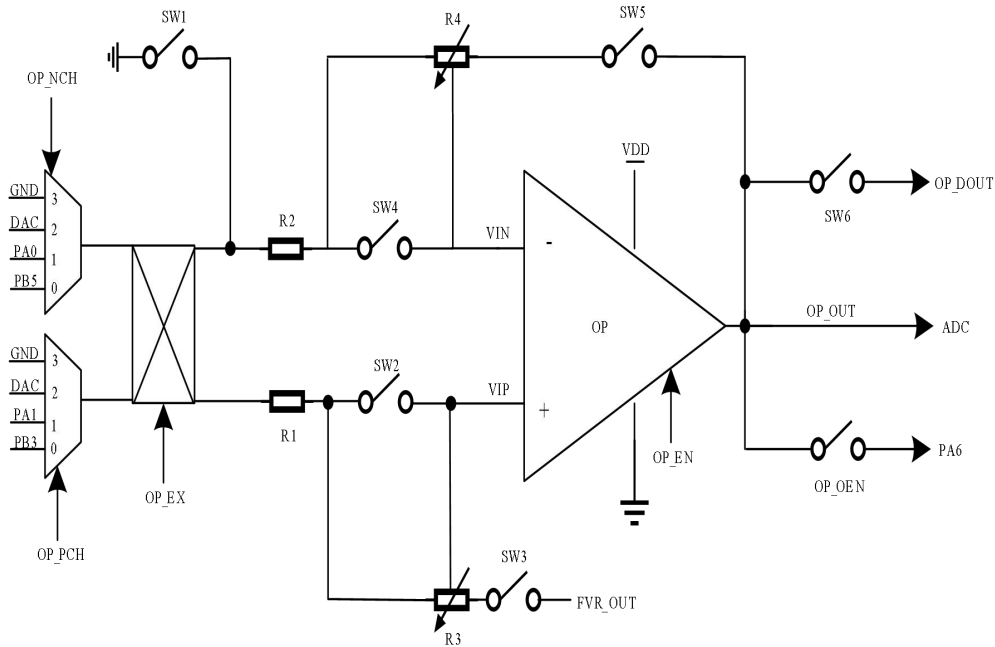 SW1
R4
SW5
OP_NCH
VDD
GND 3
DAC 2
PA0 1
PB5 0
R2
SW4
VIN
-
OP_DOUT
SW6
OP
OP_OUT
ADC
GND 3
DAC 2
PA1 1
PB3 0
SW2
VIP
+
R1
OP_EN
PA6
OP_OEN
OP_EX
OP_PCH
SW3
FVR_OUT
R3